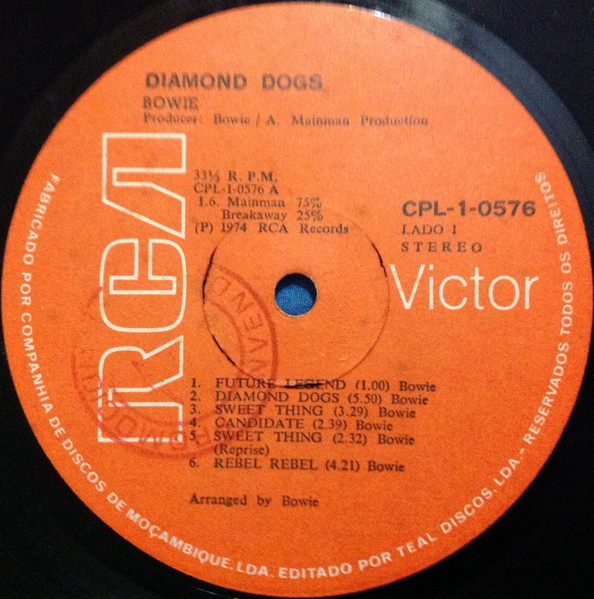 DIAMOND DOGS
BOWIE
Producer: Bowie / A. Mainman Production
33⅓ R. P. M.
CPL-1-0576 A
1.6. Mainman 75%
Breakaway 25%
(P) 1974 RCA Records
CPL-1-0576
LADO 1
STEREO
RCA
Victor
1. FUTURE LEGEND (1.00) Bowie
2. DIAMOND DOGS (5.50) Bowie
3. SWEET THING (3.29) Bowie
4. CANDIDATE (2.39) Bowie
5. SWEET THING (2.32) Bowie
(Reprise)
6. REBEL REBEL (4.21) Bowie
Arranged by Bowie
FABRICADO POR COMPANHIA DE DISCOS DE MOÇAMBIQUE, LDA. EDITADO POR TEAL DISCOS, LDA.- RESERVADOS TODOS OS DIREITOS